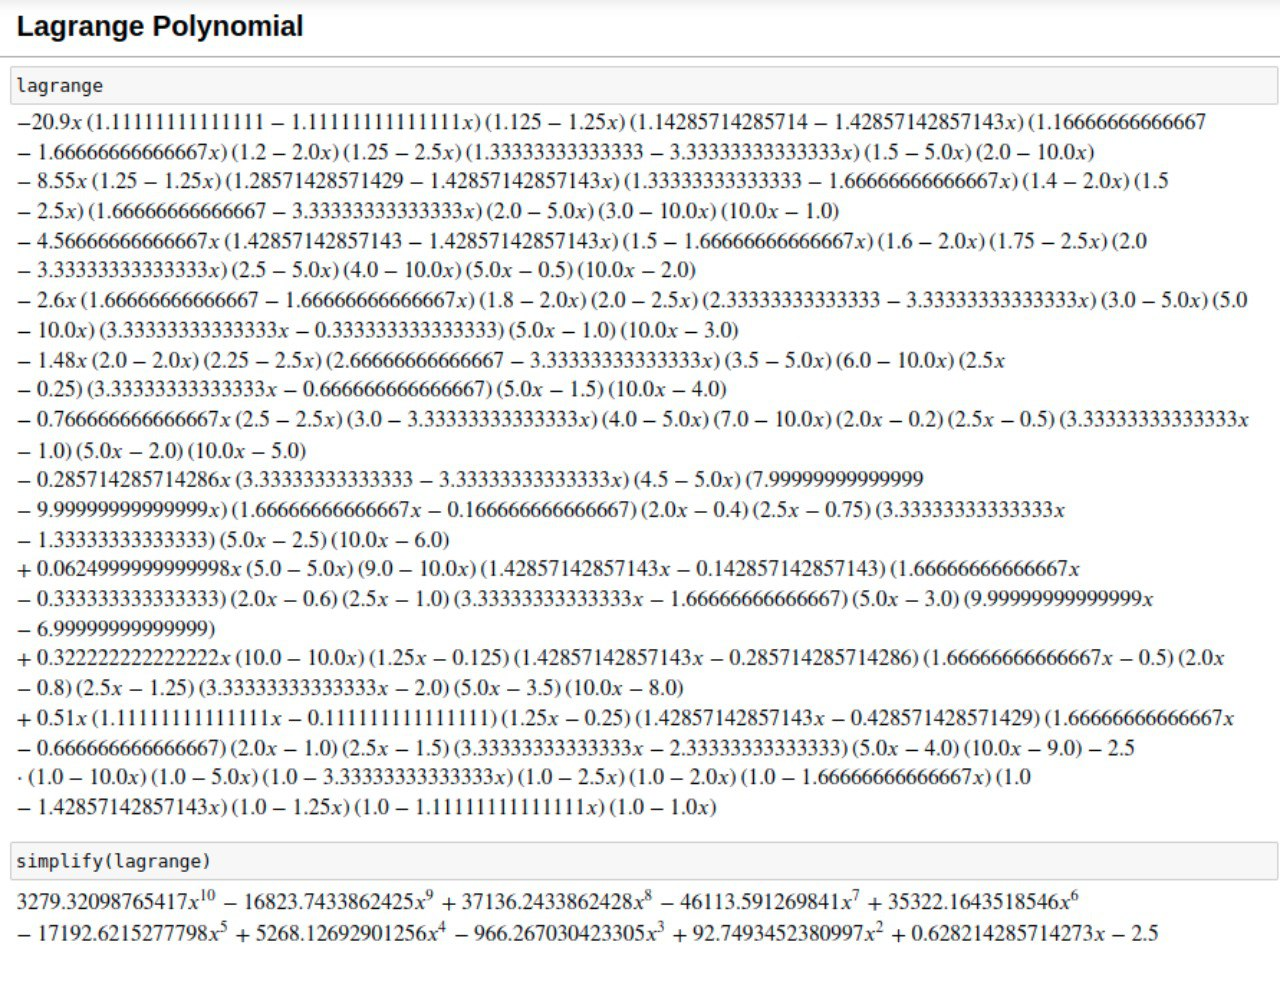 Lagrange Polynomial
lagrange
−20.9x (1.11111111111111 − 1.11111111111111x) (1.125 − 1.25x) (1.14285714285714 − 1.42857142857143x) (1.16666666666667
− 1.66666666666667x) (1.2 − 2.0x) (1.25 − 2.5x) (1.33333333333333 − 3.33333333333333x) (1.5 − 5.0x) (2.0 − 10.0x)
− 8.55x (1.25 − 1.25x) (1.28571428571429 − 1.42857142857143x) (1.33333333333333 − 1.66666666666667x) (1.4 − 2.0x) (1.5
− 2.5x) (1.66666666666667 − 3.33333333333333x) (2.0 − 5.0x) (3.0 − 10.0x) (10.0x − 1.0)
− 4.56666666666667x (1.42857142857143 − 1.42857142857143x) (1.5 − 1.66666666666667x) (1.6 − 2.0x) (1.75 − 2.5x) (2.0
− 3.33333333333333x) (2.5 − 5.0x) (4.0 − 10.0x) (5.0x − 0.5) (10.0x − 2.0)
− 2.6x (1.66666666666667 − 1.66666666666667x) (1.8 − 2.0x) (2.0 − 2.5x) (2.33333333333333 − 3.33333333333333x) (3.0 − 5.0x) (5.0
− 10.0x) (3.33333333333333x − 0.333333333333333) (5.0x − 1.0) (10.0x − 3.0)
− 1.48x (2.0 − 2.0x) (2.25 − 2.5x) (2.66666666666667 − 3.33333333333333x) (3.5 − 5.0x) (6.0 − 10.0x) (2.5x
− 0.25) (3.33333333333333x − 0.666666666666667) (5.0x − 1.5) (10.0x − 4.0)
− 0.766666666666667x (2.5 − 2.5x) (3.0 − 3.33333333333333x) (4.0 − 5.0x) (7.0 − 10.0x) (2.0x − 0.2) (2.5x − 0.5) (3.33333333333333x
− 1.0) (5.0x − 2.0) (10.0x − 5.0)
− 0.285714285714286x (3.33333333333333 − 3.33333333333333x) (4.5 − 5.0x) (7.99999999999999
− 9.99999999999999x) (1.66666666666667x − 0.166666666666667) (2.0x − 0.4) (2.5x − 0.75) (3.33333333333333x
− 1.33333333333333) (5.0x − 2.5) (10.0x − 6.0)
+ 0.0624999999999998x (5.0 − 5.0x) (9.0 − 10.0x) (1.42857142857143x − 0.142857142857143) (1.66666666666667x
− 0.333333333333333) (2.0x − 0.6) (2.5x − 1.0) (3.33333333333333x − 1.66666666666667) (5.0x − 3.0) (9.99999999999999x
− 6.99999999999999)
+ 0.322222222222222x (10.0 − 10.0x) (1.25x − 0.125) (1.42857142857143x − 0.285714285714286) (1.66666666666667x − 0.5) (2.0x
− 0.8) (2.5x − 1.25) (3.33333333333333x − 2.0) (5.0x − 3.5) (10.0x − 8.0)
+ 0.51x (1.11111111111111x − 0.111111111111111) (1.25x − 0.25) (1.42857142857143x − 0.428571428571429) (1.66666666666667x
− 0.666666666666667) (2.0x − 1.0) (2.5x − 1.5) (3.33333333333333x − 2.33333333333333) (5.0x − 4.0) (10.0x − 9.0) − 2.5
· (1.0 − 10.0x) (1.0 − 5.0x) (1.0 − 3.33333333333333x) (1.0 − 2.5x) (1.0 − 2.0x) (1.0 − 1.66666666666667x) (1.0
− 1.42857142857143x) (1.0 − 1.25x) (1.0 − 1.11111111111111x) (1.0 − 1.0x)
simplify(lagrange)
3279.32098765417x¹⁰ − 16823.7433862425x⁹ + 37136.2433862428x⁸ − 46113.591269841x⁷ + 35322.1643518546x⁶
− 17192.6215277798x⁵ + 5268.12692901256x⁴ − 966.267030423305x³ + 92.7493452380997x² + 0.628214285714273x − 2.5